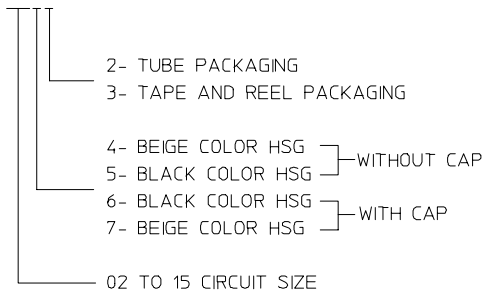 2- TUBE PACKAGING
3- TAPE AND REEL PACKAGING
4- BEIGE COLOR HSG
5- BLACK COLOR HSG
WITHOUT CAP
6- BLACK COLOR HSG
7- BEIGE COLOR HSG
WITH CAP
02 TO 15 CIRCUIT SIZE